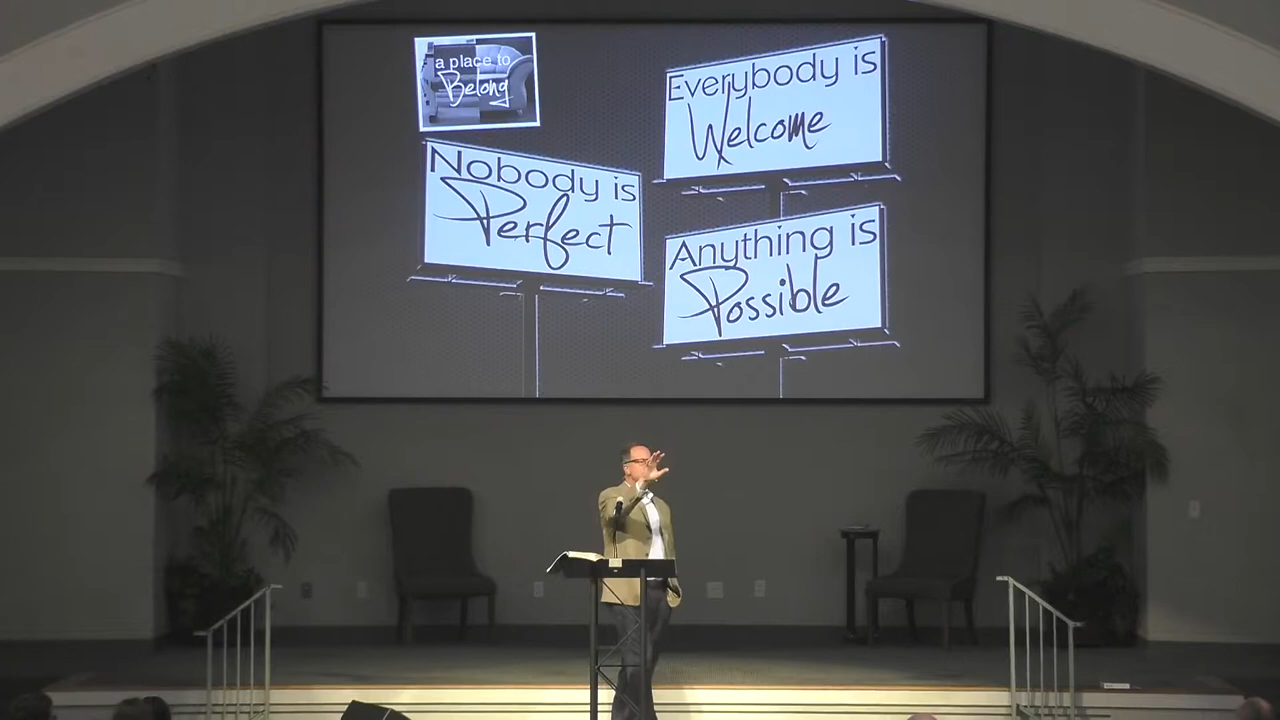 a place to
Belong
Nobody is
Perfect
Everybody is
Welcome
Anything is
Possible